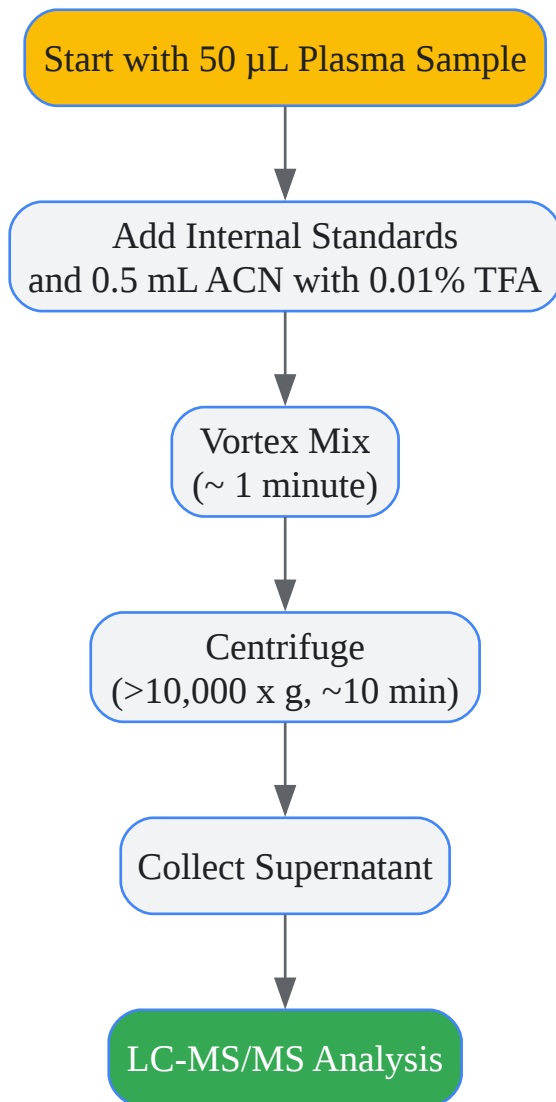 Start with 50 µL Plasma Sample
Add Internal Standards
and 0.5 mL ACN with 0.01% TFA
Vortex Mix
(~ 1 minute)
Centrifuge
(>10,000 x g, ~10 min)
Collect Supernatant
LC-MS/MS Analysis